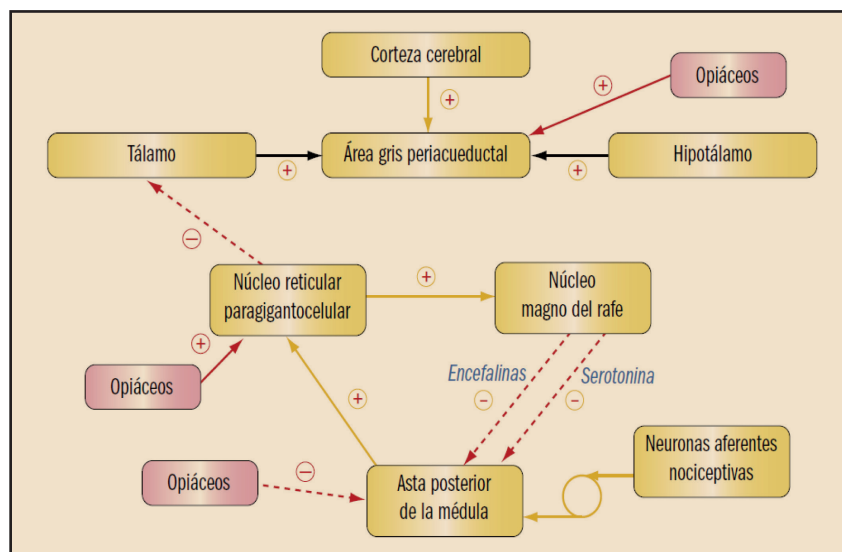 Corteza cerebral
Opiáceos
+
+
Tálamo
+
Área gris periacueductal
+
Hipotálamo
−
Núcleo reticular
paragigantocelular
+
Núcleo
magno del rafe
+
Opiáceos
+
Encefalinas
−
Serotonina
−
Opiáceos
−
Asta posterior
de la médula
Neuronas aferentes
nociceptivas